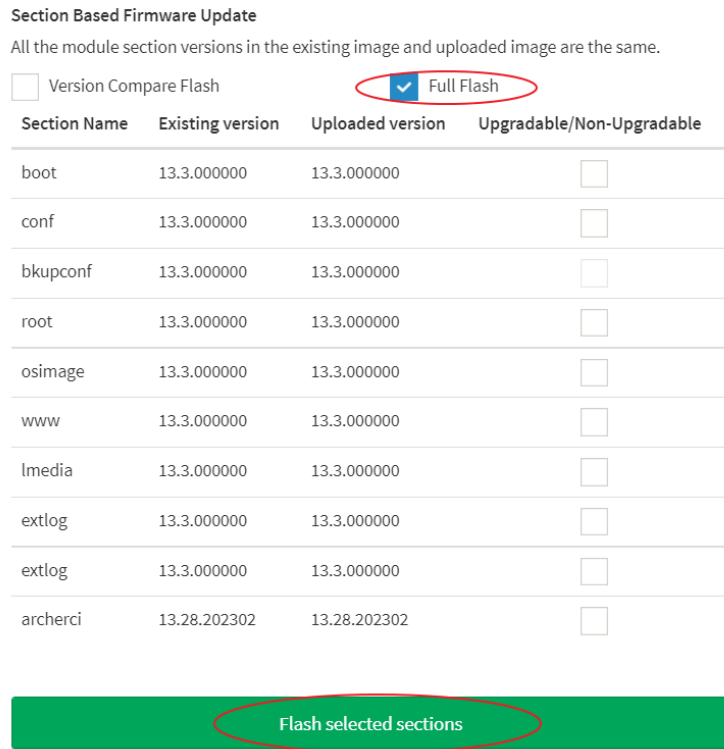 Section Based Firmware Update
All the module section versions in the existing image and uploaded image are the same.
Version Compare Flash Full Flash
Section Name Existing version Uploaded version Upgradable/Non-Upgradable
boot 13.3.000000 13.3.000000
conf 13.3.000000 13.3.000000
bkupconf 13.3.000000 13.3.000000
root 13.3.000000 13.3.000000
osimage 13.3.000000 13.3.000000
www 13.3.000000 13.3.000000
lmedia 13.3.000000 13.3.000000
extlog 13.3.000000 13.3.000000
extlog 13.3.000000 13.3.000000
archerci 13.28.202302 13.28.202302
Flash selected sections